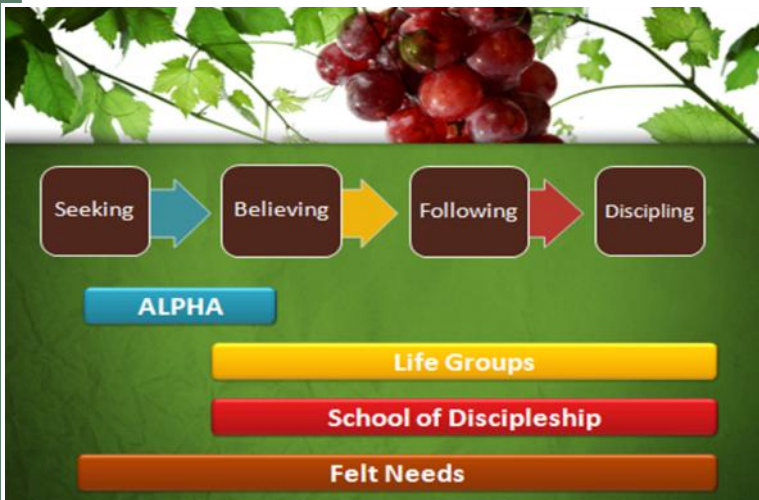 Seeking
Believing
Following
Discipling
ALPHA
Life Groups
School of Discipleship
Felt Needs